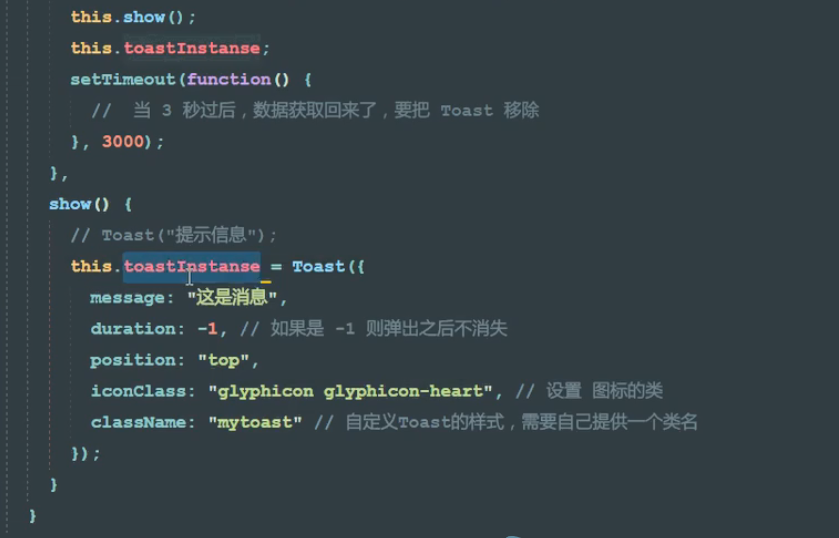 this.show();
this.toastInstanse;
setTimeout(function() {
//  当 3 秒过后，数据获取回来了，要把 Toast 移除
}, 3000);
},
show() {
// Toast("提示信息");
this.toastInstanse = Toast({
message: "这是消息",
duration: -1, // 如果是 -1 则弹出之后不消失
position: "top",
iconClass: "glyphicon glyphicon-heart", // 设置 图标的类
className: "mytoast" // 自定义Toast的样式，需要自己提供一个类名
});
}
}